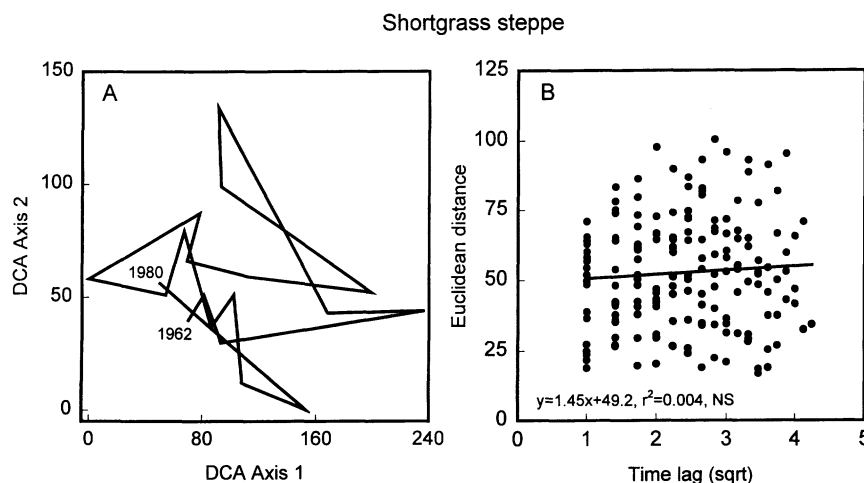 Shortgrass steppe
A
150
100
50
0
DCA Axis 2
1980
1962
0
80
160
240
DCA Axis 1
B
125
100
75
50
25
0
Euclidean distance
y=1.45x+49.2, r²=0.004, NS
0
1
2
3
4
5
Time lag (sqrt)